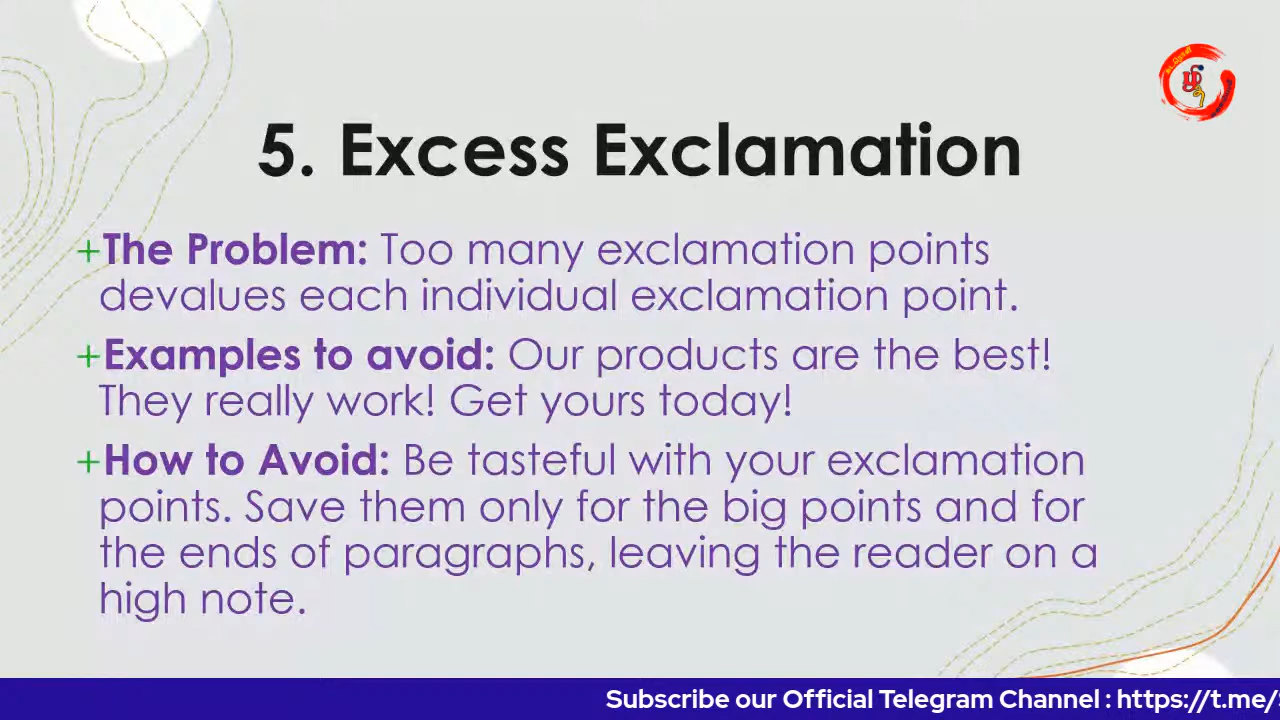 5. Excess Exclamation
+The Problem: Too many exclamation points
devalues each individual exclamation point.
+Examples to avoid: Our products are the best!
They really work! Get yours today!
+How to Avoid: Be tasteful with your exclamation
points. Save them only for the big points and for
the ends of paragraphs, leaving the reader on a
high note.
Subscribe our Official Telegram Channel : https://t.me/